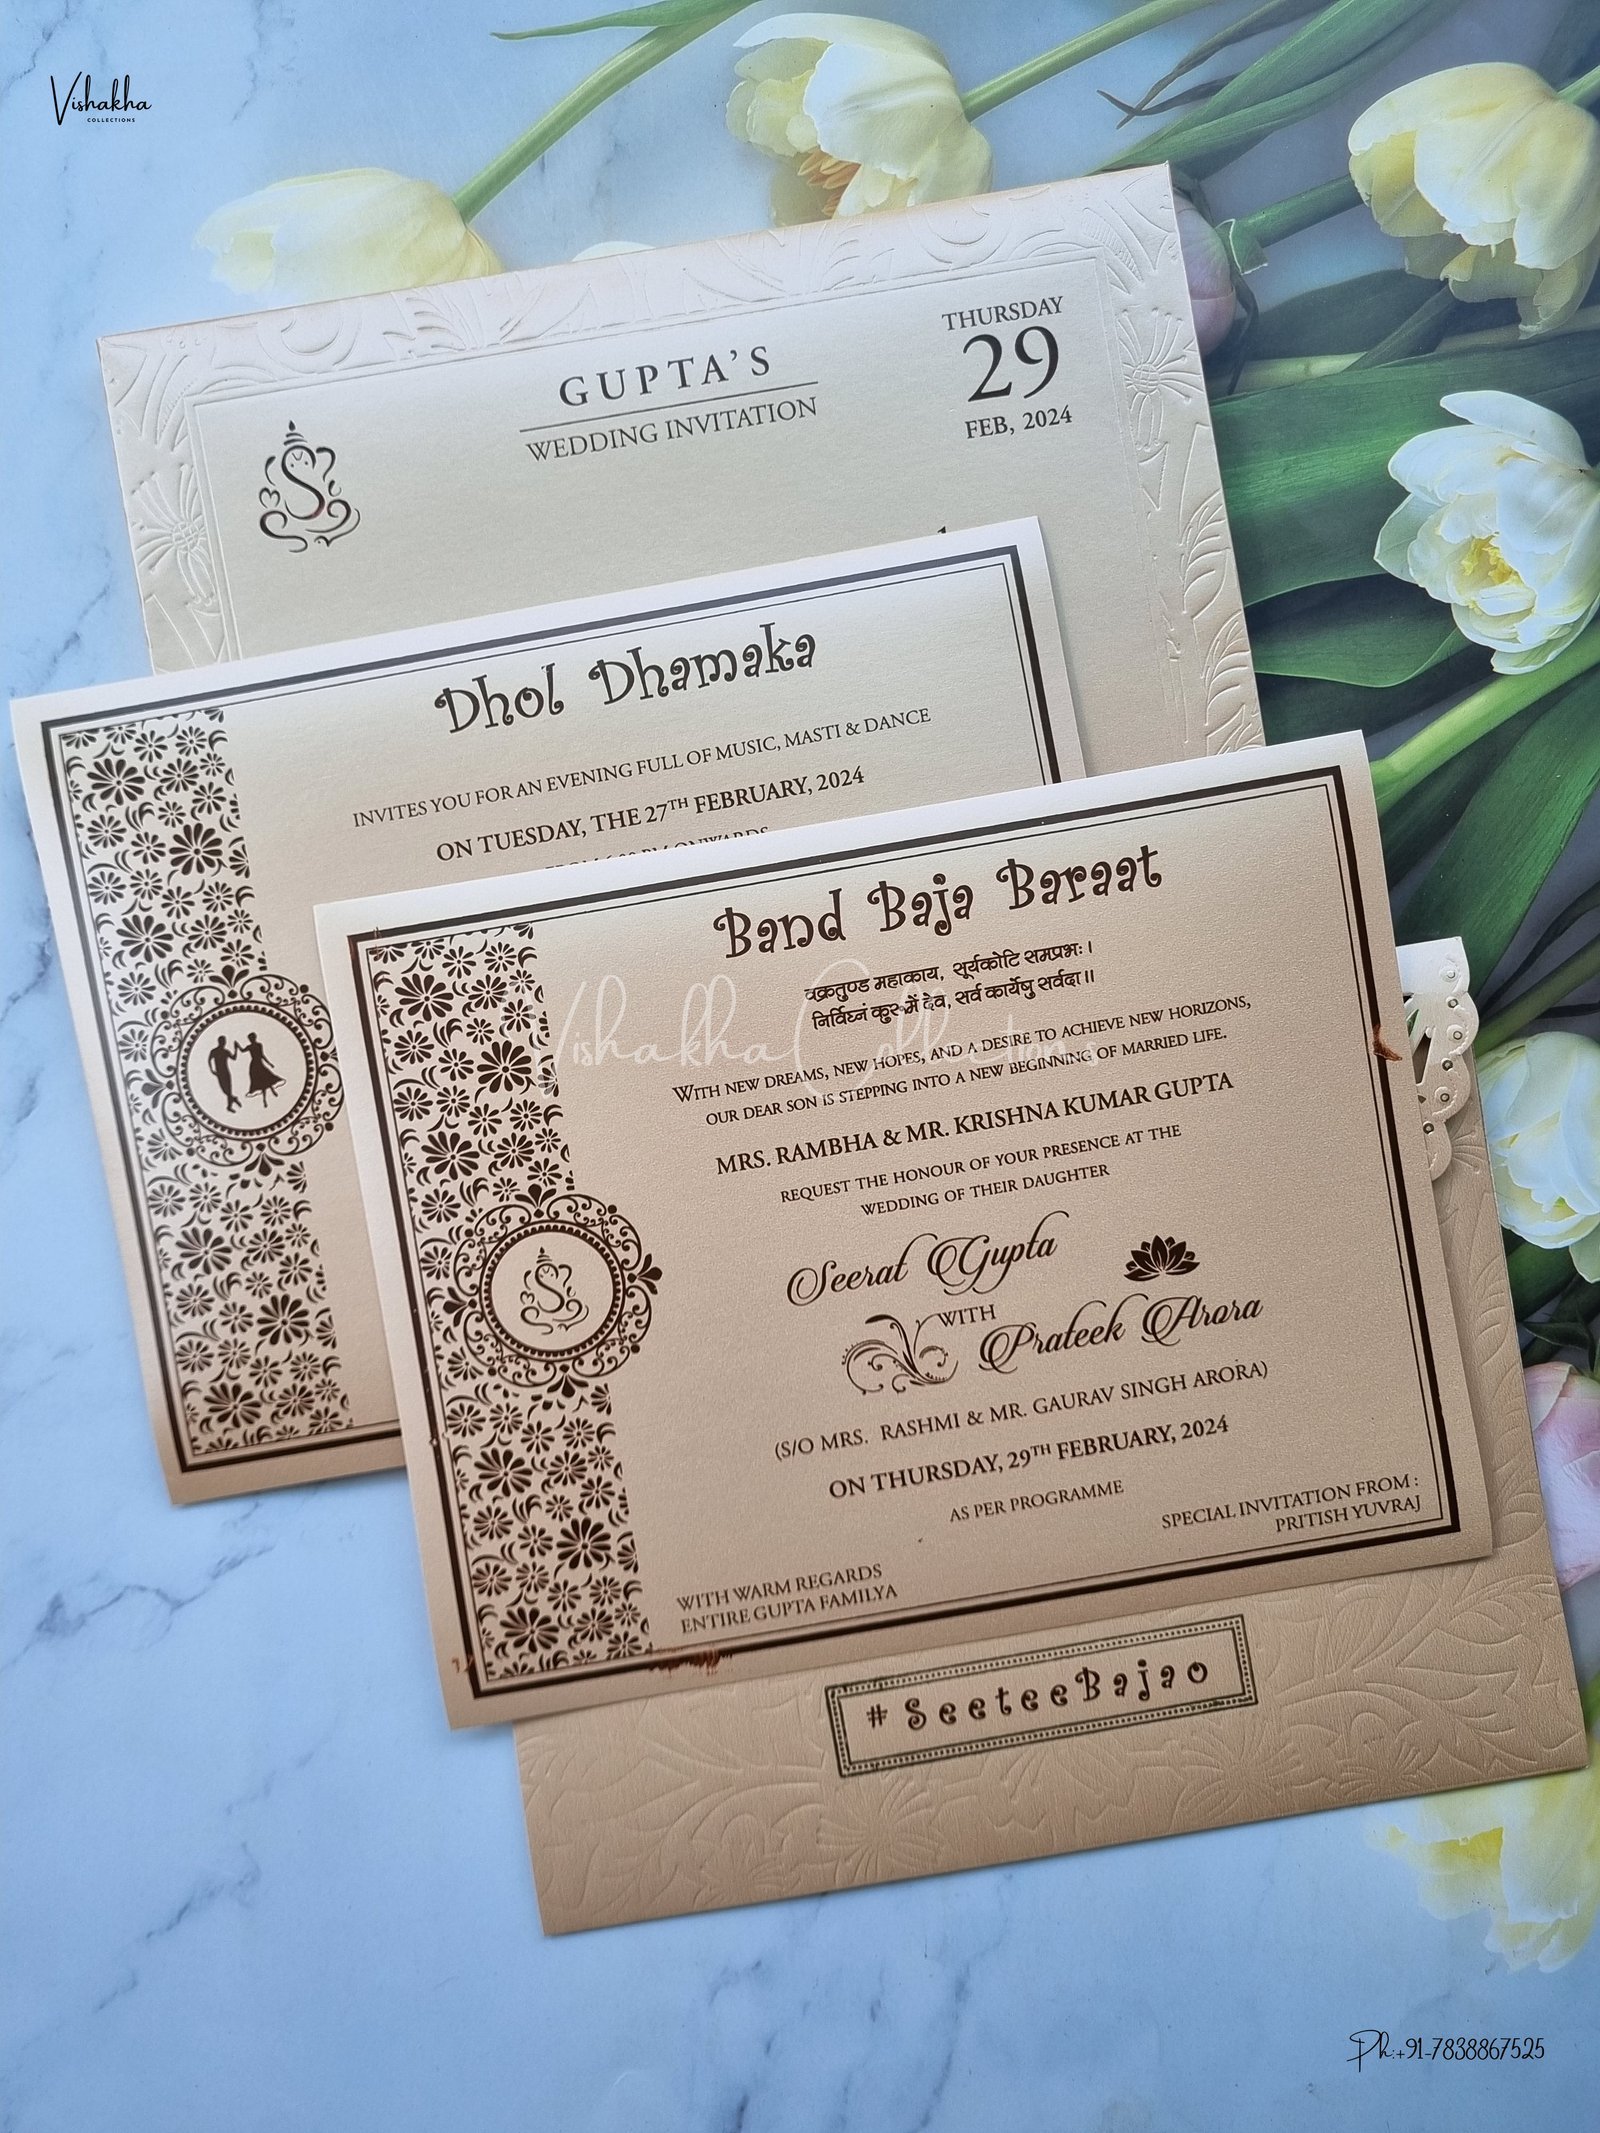 Vishakha
COLLECTIONS
GUPTA'S
WEDDING INVITATION
THURSDAY
29
FEB, 2024
Dhol Dhamaka
INVITES YOU FOR AN EVENING FULL OF MUSIC, MASTI & DANCE
ON TUESDAY, THE 27TH FEBRUARY, 2024
Band Baja Baraat
वक्रतुण्ड महाकाय, सूर्यकोटि समप्रभः।
निर्विघ्नं कुरू में देव, सर्व कार्येषु सर्वदा॥
WITH NEW DREAMS, NEW HOPES, AND A DESIRE TO ACHIEVE NEW HORIZONS,
OUR DEAR SON IS STEPPING INTO A NEW BEGINNING OF MARRIED LIFE.
MRS. RAMBHA & MR. KRISHNA KUMAR GUPTA
REQUEST THE HONOUR OF YOUR PRESENCE AT THE
WEDDING OF THEIR DAUGHTER
Seerat Gupta
WITH
Prateek Arora
(S/O MRS. RASHMI & MR. GAURAV SINGH ARORA)
ON THURSDAY, 29TH FEBRUARY, 2024
AS PER PROGRAMME
SPECIAL INVITATION FROM :
PRITISH YUVRAJ
WITH WARM REGARDS
ENTIRE GUPTA FAMILYA
#SeeteeBajao
Vishakha Collections
Ph:+91-7838867525